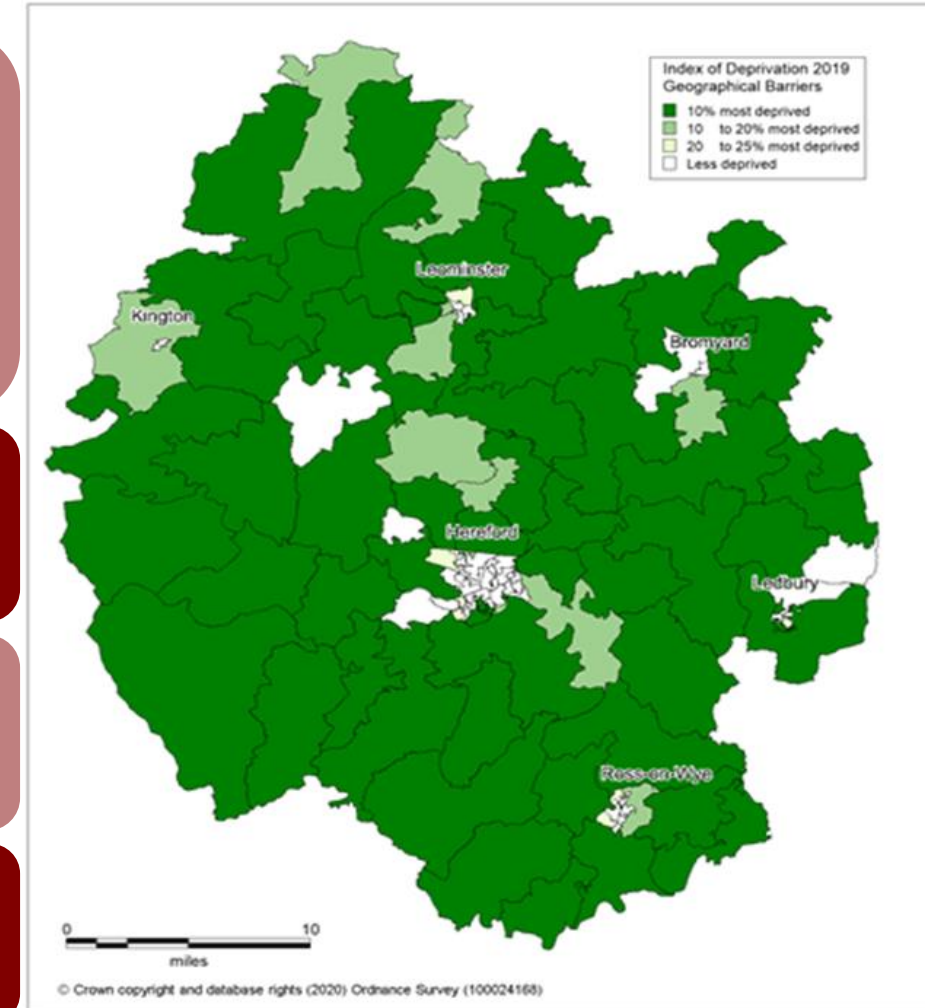 Index of Deprivation 2019
Geographical Barriers
10% most deprived
10 to 20% most deprived
20 to 25% most deprived
Less deprived
Leominster
Kington
Bromyard
Hereford
Ledbury
Ross-on-Wye
0 10
miles
© Crown copyright and database rights (2020) Ordnance Survey (100024168)